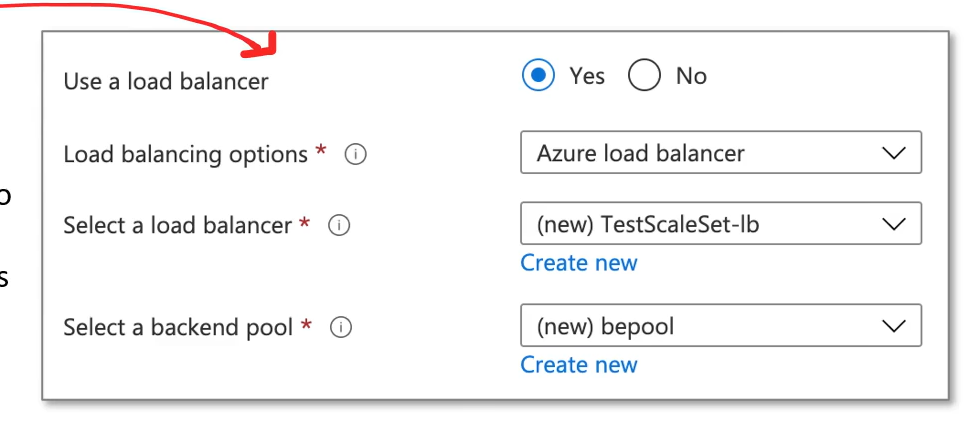 Use a load balancer Yes No
Load balancing options * Azure load balancer
o
Select a load balancer * (new) TestScaleSet-lb
Create new
s
Select a backend pool * (new) bepool
Create new